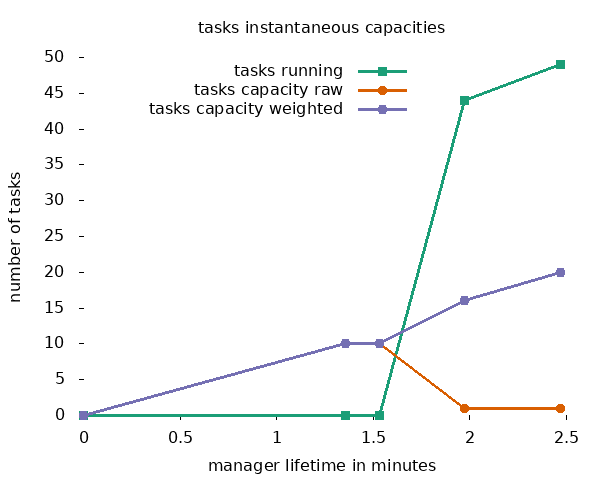 tasks instantaneous capacities
50
45
40
35
30
25
20
15
10
5
0
number of tasks
tasks running
tasks capacity raw
tasks capacity weighted
0 0.5 1 1.5 2 2.5
manager lifetime in minutes